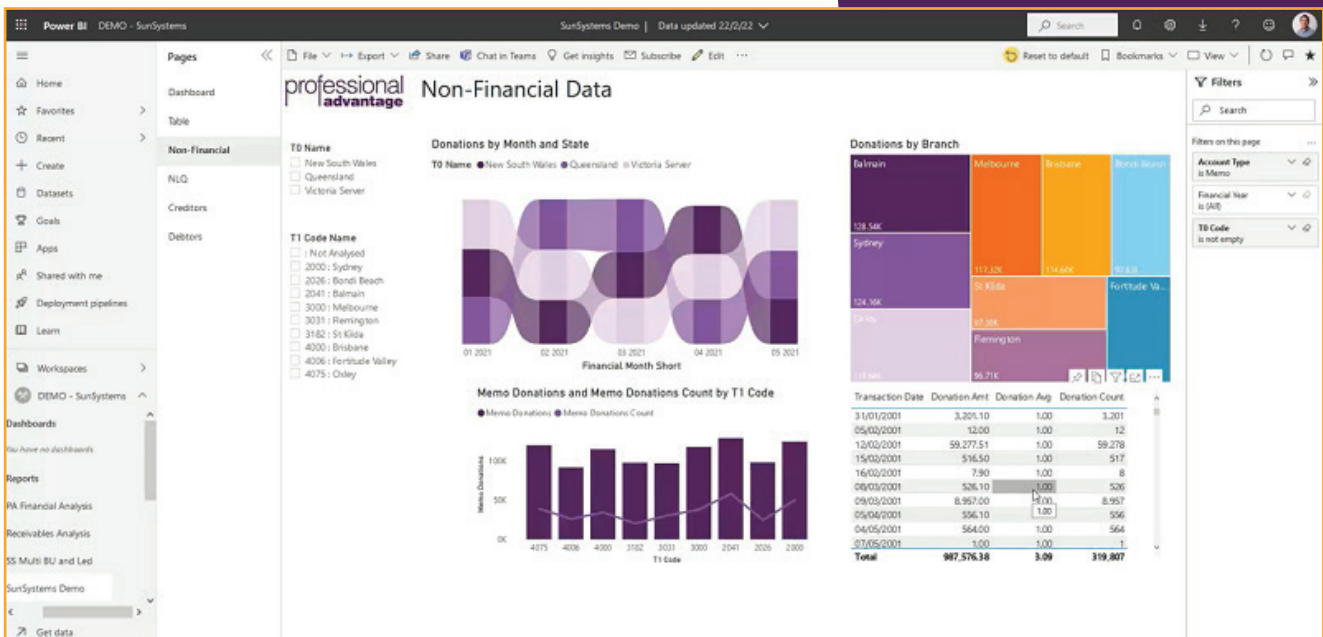 Power BI DEMO - SunSystems
SunSystems Demo | Data updated 22/2/22
Search
Home
Favorites
Recent
Create
Datasets
Goals
Apps
Shared with me
Deployment pipelines
Learn
Workspaces
DEMO - SunSystems
Dashboards
You have no dashboards
Reports
PA Financial Analysis
Receivables Analysis
SS Multi BU and Led
SunSystems Demo
Get data
Pages
Dashboard
Table
Non-Financial
NLQ
Creditors
Debtors
File Export Share Chat in Teams Get insights Subscribe Edit ...
Reset to default Bookmarks View
professional
advantage
Non-Financial Data
T0 Name
New South Wales
Queensland
Victoria Server
T1 Code Name
: Not Analysed
2000 : Sydney
2026 : Bondi Beach
2041 : Balmain
3000 : Melbourne
3031 : Flemington
3182 : St Kilda
4000 : Brisbane
4006 : Fortitude Valley
4075 : Oxley
Donations by Month and State
T0 Name New South Wales Queensland Victoria Server
01 2021 02 2021 03 2021 04 2021 05 2021
Financial Month Short
Memo Donations and Memo Donations Count by T1 Code
Memo Donations Memo Donations Count
Memo Donations
100K
50K
0K
4075 4006 4000 3182 3031 3000 2041 2026 2000
T1 Code
Donations by Branch
Balmain
128.54K
Sydney
124.16K
Oxley
Melbourne
117.32K
Brisbane
114.60K
Bondi Beach
St Kilda
97.38K
Flemington
96.71K
Fortitude Va...
Transaction Date Donation Amt Donation Avg Donation Count
31/01/2001 3,201.10 1.00 3,201
05/02/2001 12.00 1.00 12
12/02/2001 59,277.51 1.00 59,278
15/02/2001 516.50 1.00 517
16/02/2001 7.90 1.00 8
08/03/2001 526.10 1.00 526
09/03/2001 8,957.00 1.00 8,957
05/04/2001 556.10 556
1.00
04/05/2001 564.00 1.00 564
07/05/2001 1.00 1.00 1
Total 987,576.38 3.09 319,807
Filters
Search
Filters on this page
Account Type
is Memo
Financial Year
is (All)
T0 Code
is not empty